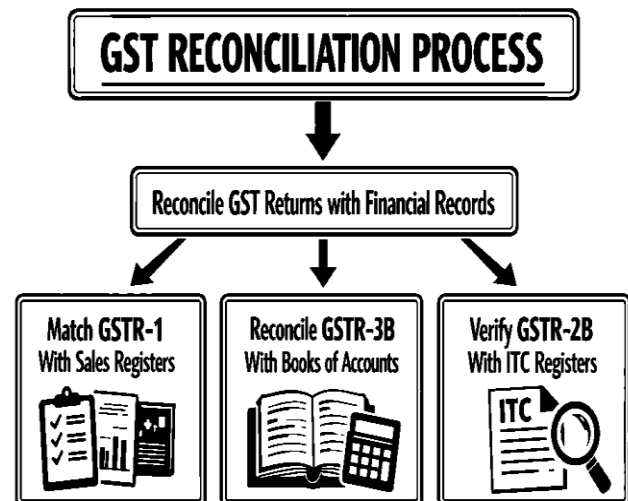 GST RECONCILIATION PROCESS
Reconcile GST Returns with Financial Records
Match GSTR-1
With Sales Registers
Reconcile GSTR-3B
With Books of Accounts
Verify GSTR-2B
With ITC Registers
ITC